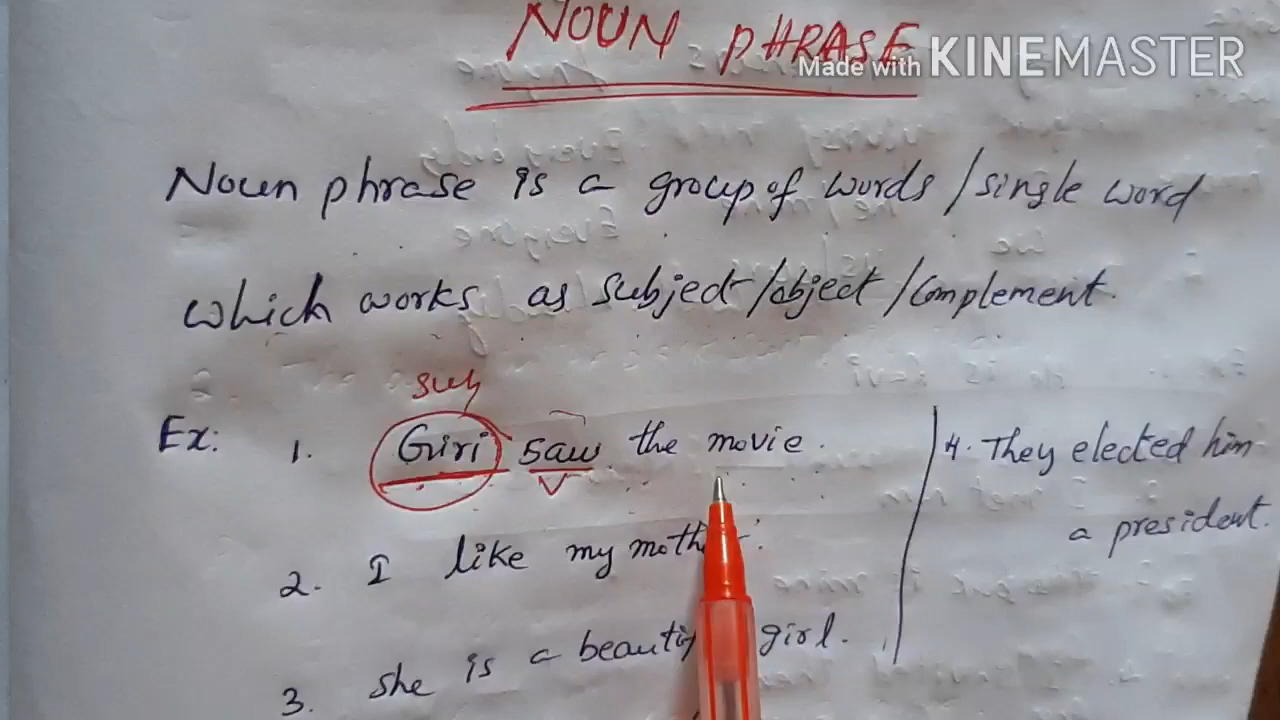 NOUN PHRASE
Made with KINEMASTER
Noun phrase is a group of words / single word
which works as subject / object / complement.
sub
Ex: 1. Giri saw the movie.
V
2. I like my
3. She is a girl.
4. They elected him
a president.